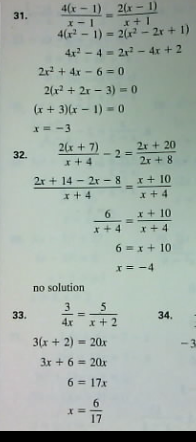 31. 4(x − 1)/(x − 1) = 2(x − 1)/(x + 1)
4(x² − 1) = 2(x² − 2x + 1)
4x² − 4 = 2x² − 4x + 2
2x² + 4x − 6 = 0
2(x² + 2x − 3) = 0
(x + 3)(x − 1) = 0
x = −3
32. 2(x + 7)/(x + 4) − 2 = (2x + 20)/(2x + 8)
(2x + 14 − 2x − 8)/(x + 4) = (x + 10)/(x + 4)
6/(x + 4) = (x + 10)/(x + 4)
6 = x + 10
x = −4
no solution
33. 3/4x = 5/(x + 2) 34.
3(x + 2) = 20x −3
3x + 6 = 20x
6 = 17x
x = 6/17